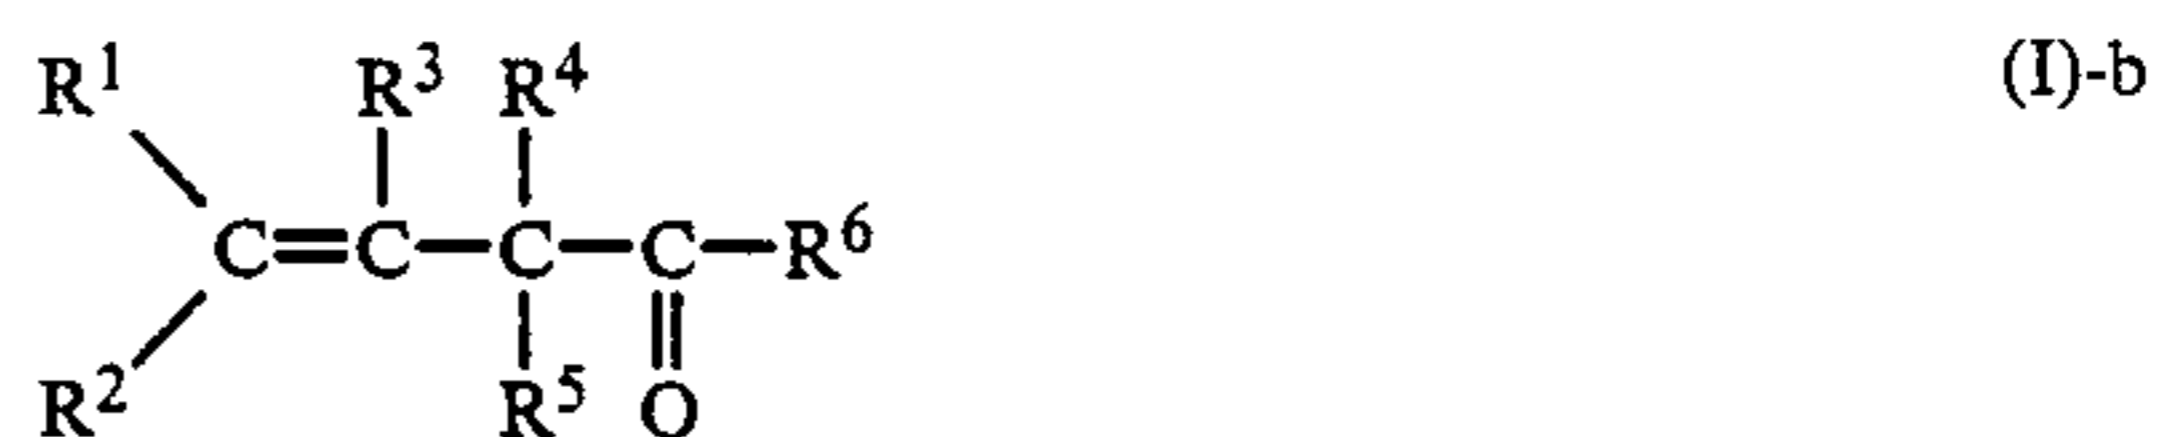 R¹ R³ R⁴ (I)-b
C=C—C—C—R⁶
R² R⁵ O